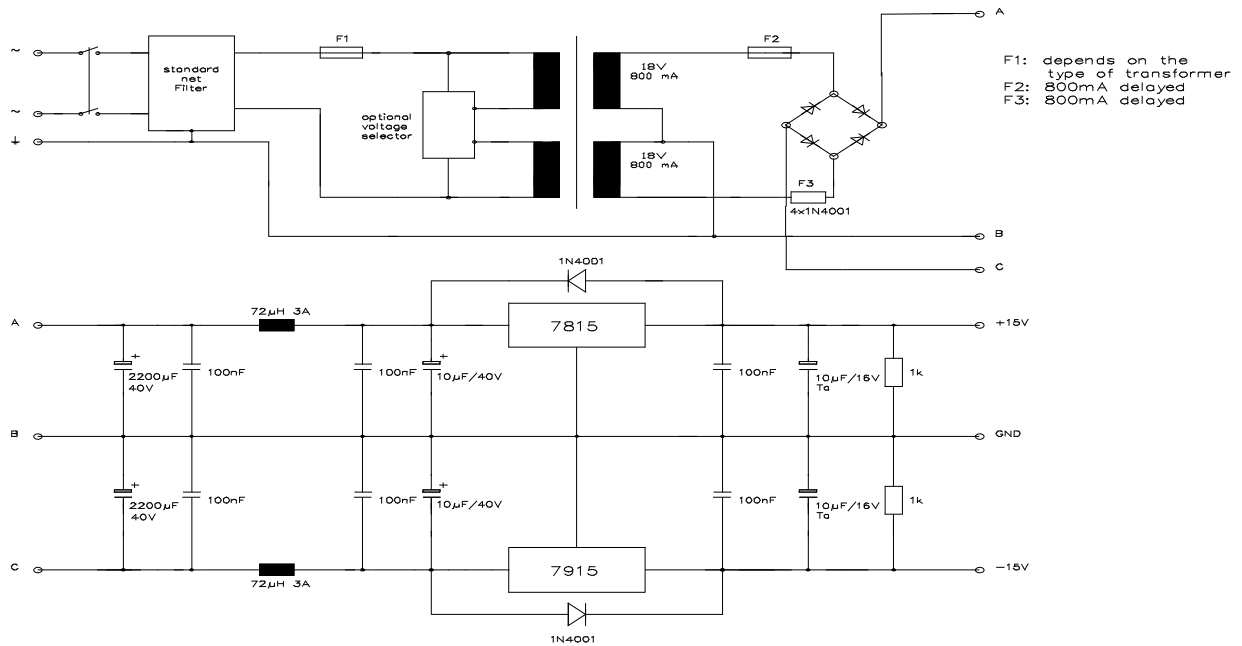 A
~
F1
F2
18V
800 mA
standard
net
Filter
F1: depends on the
type of transformer
F2: 800mA delayed
F3: 800mA delayed
optional
voltage
selector
~
18V
800 mA
F3
4x1N4001
B
C
1N4001
72µH 3A
7815
A
+15V
+
2200µF
40V
100nF
100nF
+
10µF/40V
100nF
10µF/16V
Ta
1k
B
GND
+
2200µF
40V
100nF
100nF
+
10µF/40V
100nF
10µF/16V
Ta
1k
C
7915
-15V
72µH 3A
1N4001